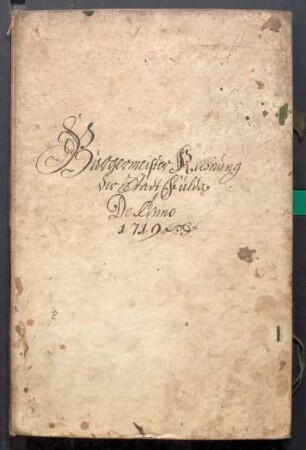 Bürgermeister Rechnung
der Stadt Fulda
De Anno
1719